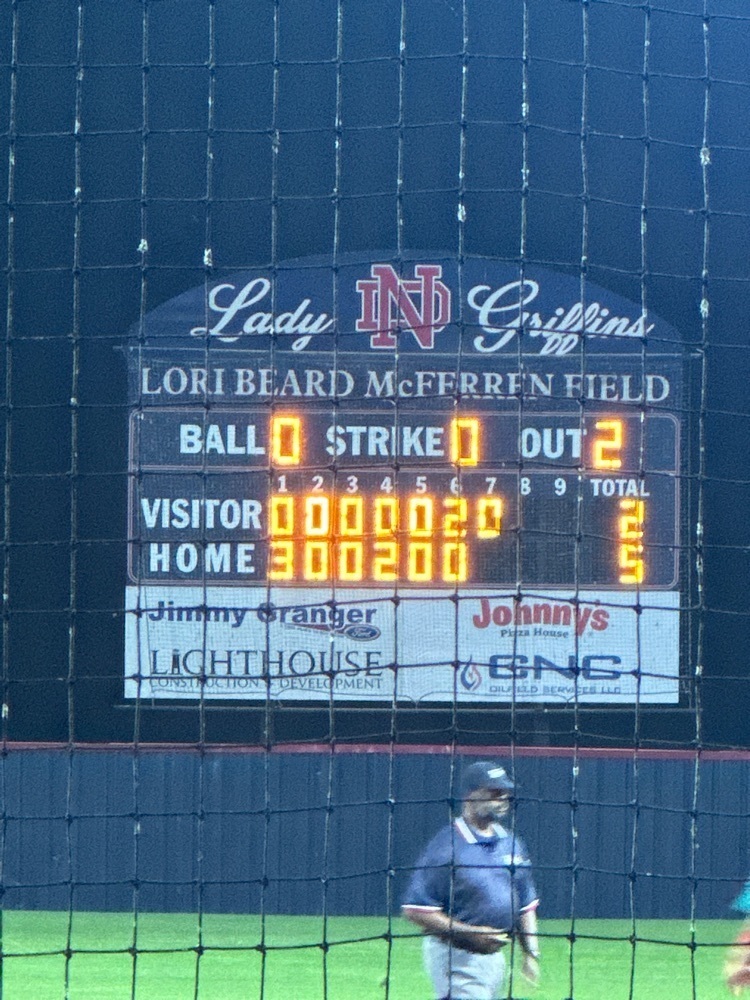 Lady ND Griffins
LORI BEARD McFERREN FIELD
BALL 0 STRIKE 0 OUT 2
1 2 3 4 5 6 7 8 9 TOTAL
VISITOR 0 0 0 0 0 2 0 2
HOME 3 0 0 2 0 0 5
Jimmy Granger Ford
Johnny's
Pizza House
LIGHTHOUSE
CONSTRUCTION & DEVELOPMENT
CNC
OILFIELD SERVICES LLC